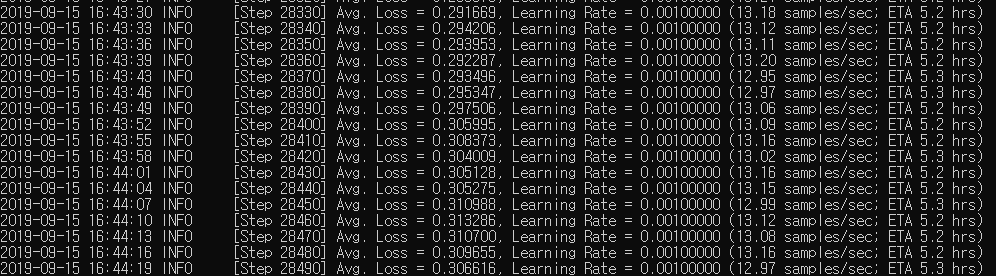 2019-09-15 16:43:30 INFO [Step 28330] Avg. Loss = 0.291669, Learning Rate = 0.00100000 (13.18 samples/sec; ETA 5.2 hrs)
2019-09-15 16:43:33 INFO [Step 28340] Avg. Loss = 0.294206, Learning Rate = 0.00100000 (13.12 samples/sec; ETA 5.2 hrs)
2019-09-15 16:43:36 INFO [Step 28350] Avg. Loss = 0.293953, Learning Rate = 0.00100000 (13.11 samples/sec; ETA 5.2 hrs)
2019-09-15 16:43:39 INFO [Step 28360] Avg. Loss = 0.292287, Learning Rate = 0.00100000 (13.20 samples/sec; ETA 5.2 hrs)
2019-09-15 16:43:43 INFO [Step 28370] Avg. Loss = 0.293496, Learning Rate = 0.00100000 (12.95 samples/sec; ETA 5.3 hrs)
2019-09-15 16:43:46 INFO [Step 28380] Avg. Loss = 0.295347, Learning Rate = 0.00100000 (12.97 samples/sec; ETA 5.3 hrs)
2019-09-15 16:43:49 INFO [Step 28390] Avg. Loss = 0.297506, Learning Rate = 0.00100000 (13.06 samples/sec; ETA 5.2 hrs)
2019-09-15 16:43:52 INFO [Step 28400] Avg. Loss = 0.305995, Learning Rate = 0.00100000 (13.09 samples/sec; ETA 5.2 hrs)
2019-09-15 16:43:55 INFO [Step 28410] Avg. Loss = 0.308373, Learning Rate = 0.00100000 (13.16 samples/sec; ETA 5.2 hrs)
2019-09-15 16:43:58 INFO [Step 28420] Avg. Loss = 0.304009, Learning Rate = 0.00100000 (13.02 samples/sec; ETA 5.3 hrs)
2019-09-15 16:44:01 INFO [Step 28430] Avg. Loss = 0.305128, Learning Rate = 0.00100000 (13.16 samples/sec; ETA 5.2 hrs)
2019-09-15 16:44:04 INFO [Step 28440] Avg. Loss = 0.305275, Learning Rate = 0.00100000 (13.15 samples/sec; ETA 5.2 hrs)
2019-09-15 16:44:07 INFO [Step 28450] Avg. Loss = 0.310988, Learning Rate = 0.00100000 (12.99 samples/sec; ETA 5.3 hrs)
2019-09-15 16:44:10 INFO [Step 28460] Avg. Loss = 0.313286, Learning Rate = 0.00100000 (13.12 samples/sec; ETA 5.2 hrs)
2019-09-15 16:44:13 INFO [Step 28470] Avg. Loss = 0.310700, Learning Rate = 0.00100000 (13.08 samples/sec; ETA 5.2 hrs)
2019-09-15 16:44:16 INFO [Step 28480] Avg. Loss = 0.309655, Learning Rate = 0.00100000 (13.16 samples/sec; ETA 5.2 hrs)
2019-09-15 16:44:19 INFO [Step 28490] Avg. Loss = 0.306616, Learning Rate = 0.00100000 (12.97 samples/sec; ETA 5.3 hrs)